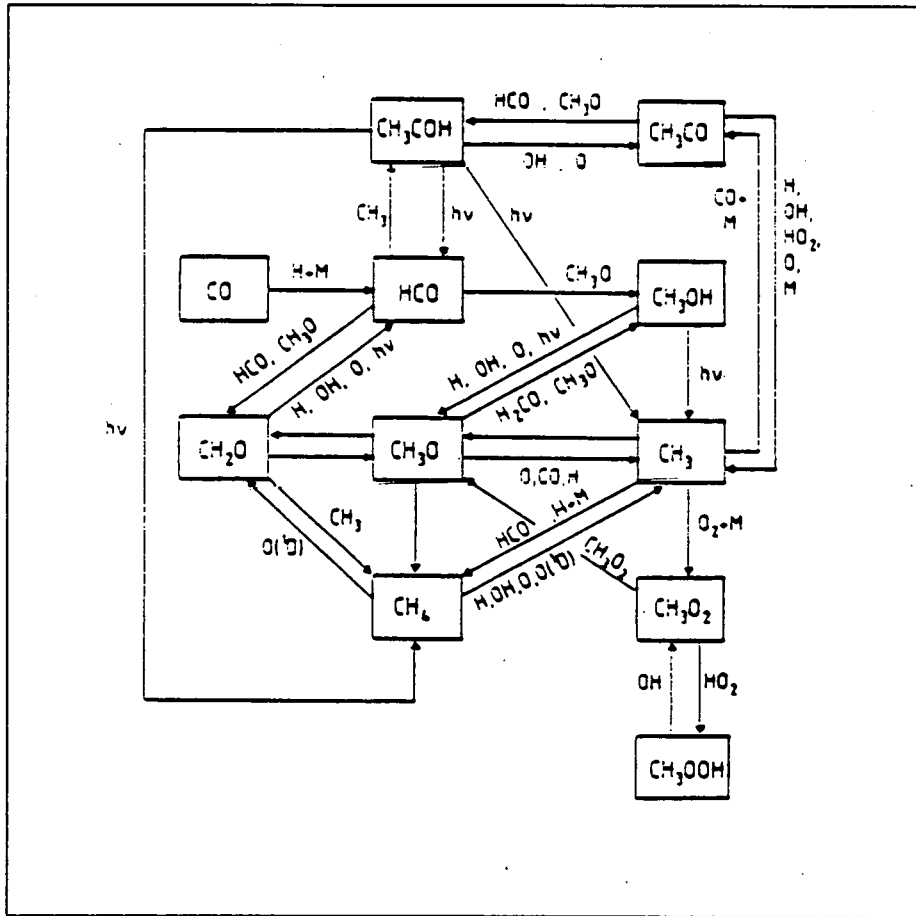 HCO , CH₃O
CH₃COH
CH₃CO
OH , O
CH₃
hν
hν
CO+
M
H,
OH,
HO₂,
O,
M
CO
H+M
HCO
CH₃O
CH₃OH
HCO, CH₃O
H, OH, O, hν
H, OH, O, hν
H₂CO, CH₃O
hν
hν
CH₂O
CH₃O
CH₃
O,CO,H
CH₃
O(¹D)
HCO , H+M
H,OH,O,O(¹D)
CH₃O₂
O₂+M
CH₄
CH₃O₂
OH
HO₂
CH₃OOH